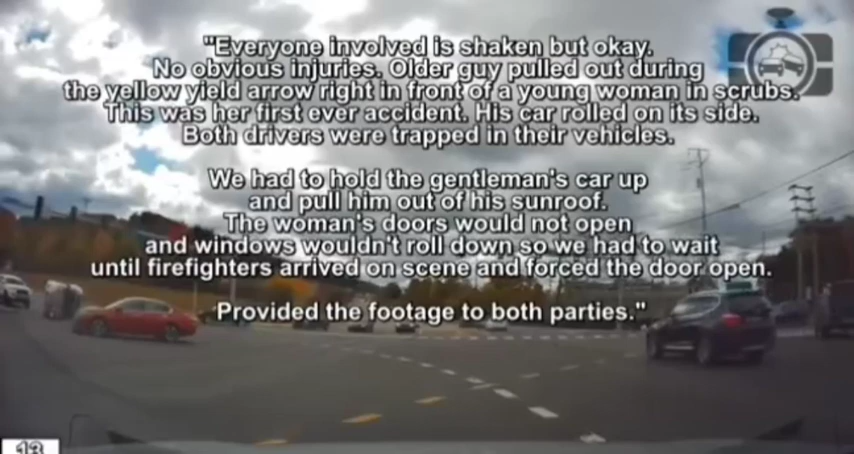 "Everyone involved is shaken but okay.
No obvious injuries. Older guy pulled out during
the yellow yield arrow right in front of a young woman in scrubs.
This was her first ever accident. His car rolled on its side.
Both drivers were trapped in their vehicles.
We had to hold the gentleman's car up
and pull him out of his sunroof.
The woman's doors would not open
and windows wouldn't roll down so we had to wait
until firefighters arrived on scene and forced the door open.
Provided the footage to both parties."
13